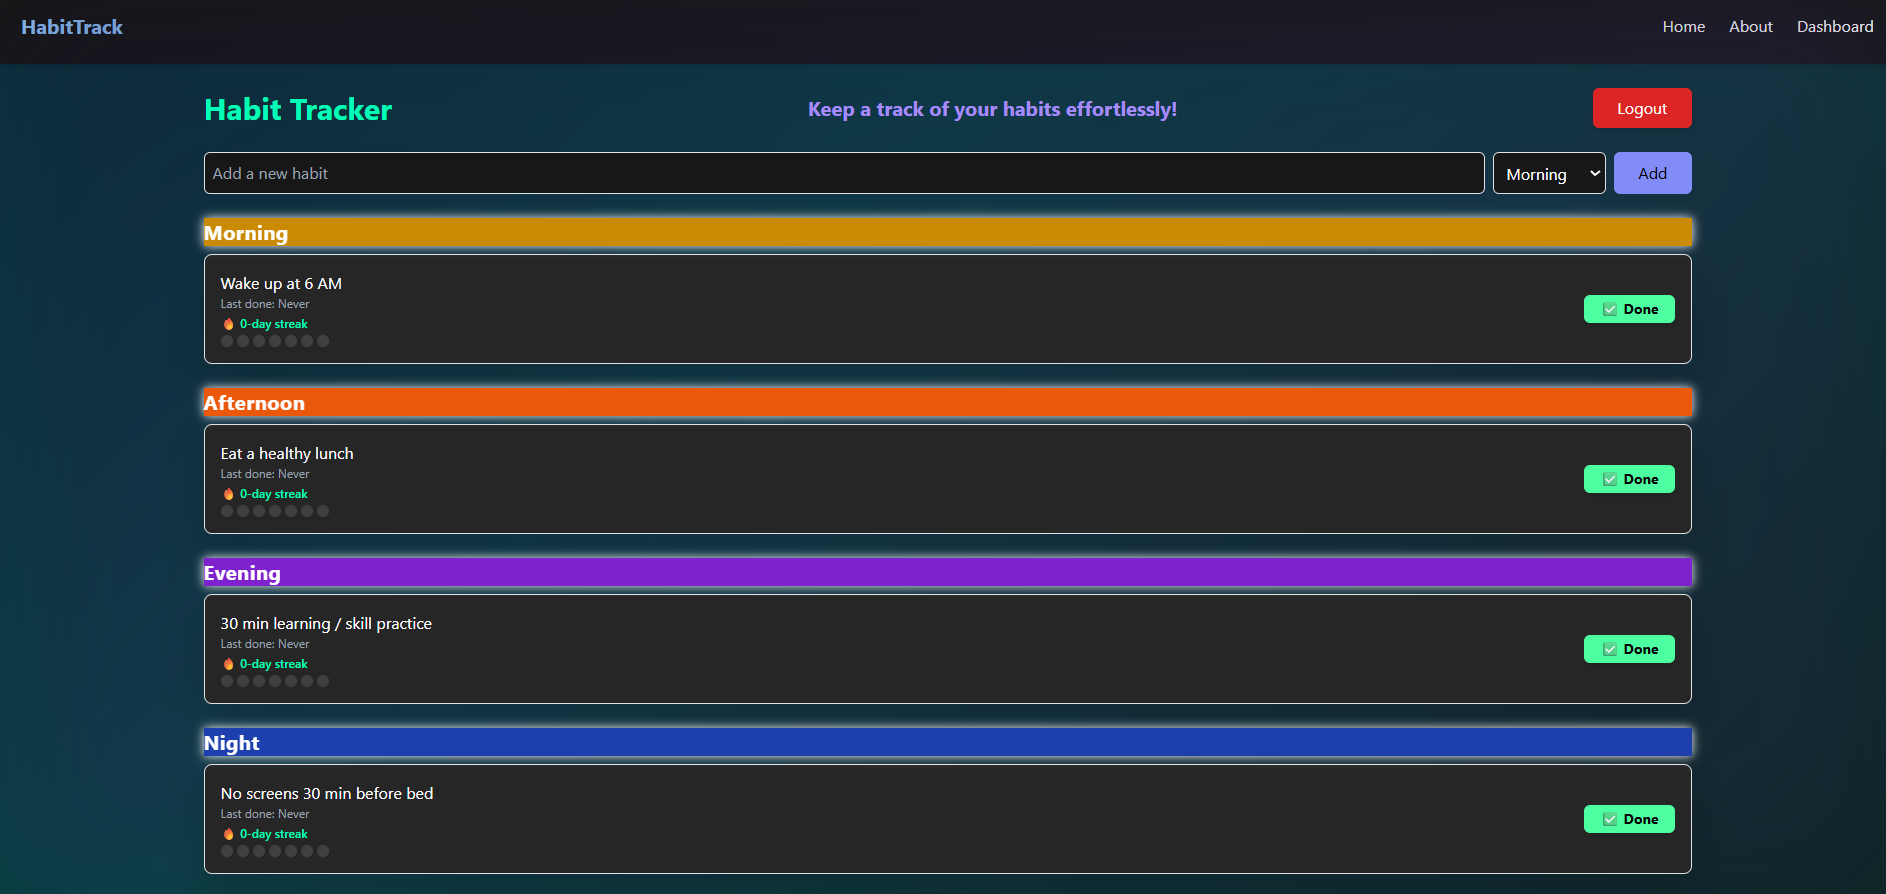 HabitTrack
Home About Dashboard
Habit Tracker
Keep a track of your habits effortlessly!
Logout
Add a new habit
Morning
Add
Morning
Wake up at 6 AM
Last done: Never
🔥 0-day streak
✅ Done
Afternoon
Eat a healthy lunch
Last done: Never
🔥 0-day streak
✅ Done
Evening
30 min learning / skill practice
Last done: Never
🔥 0-day streak
✅ Done
Night
No screens 30 min before bed
Last done: Never
🔥 0-day streak
✅ Done